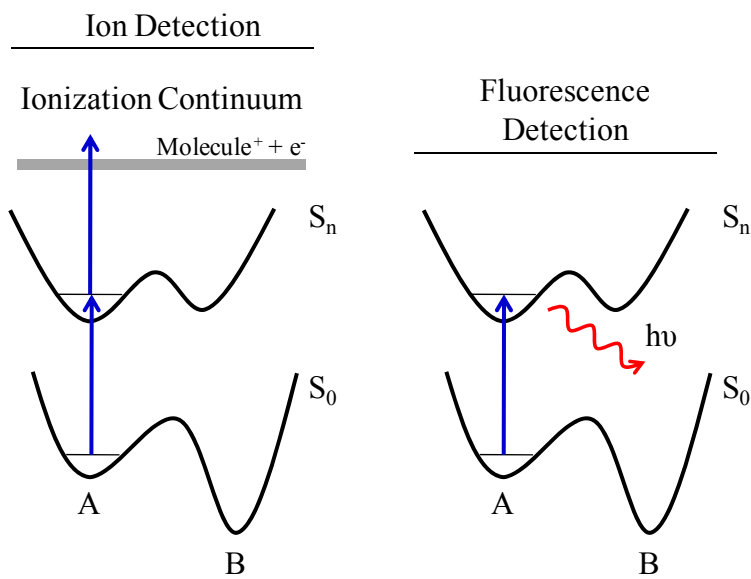 Ion Detection
Ionization Continuum
Molecule⁺ + e⁻
Sₙ
S₀
A
B
Fluorescence
Detection
Sₙ
hυ
S₀
A
B